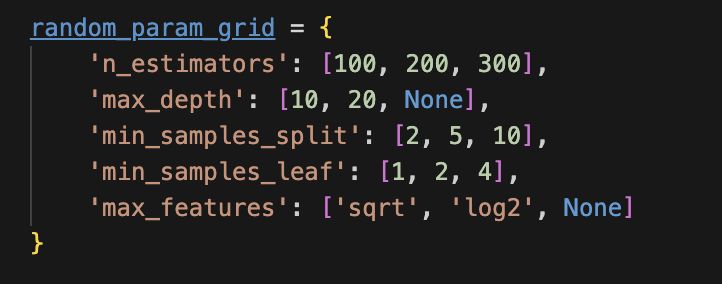 random_param_grid = {
    'n_estimators': [100, 200, 300],
    'max_depth': [10, 20, None],
    'min_samples_split': [2, 5, 10],
    'min_samples_leaf': [1, 2, 4],
    'max_features': ['sqrt', 'log2', None]
}